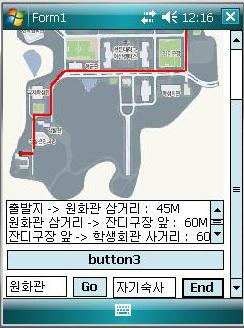 Form1 12:16
출발지 -> 원화관 삼거리 : 45M
원화관 삼거리 -> 잔디구장 앞 : 60M
잔디구장 앞 -> 학생회관 사거리 : 60
button3
원화관 Go 자기숙사 End